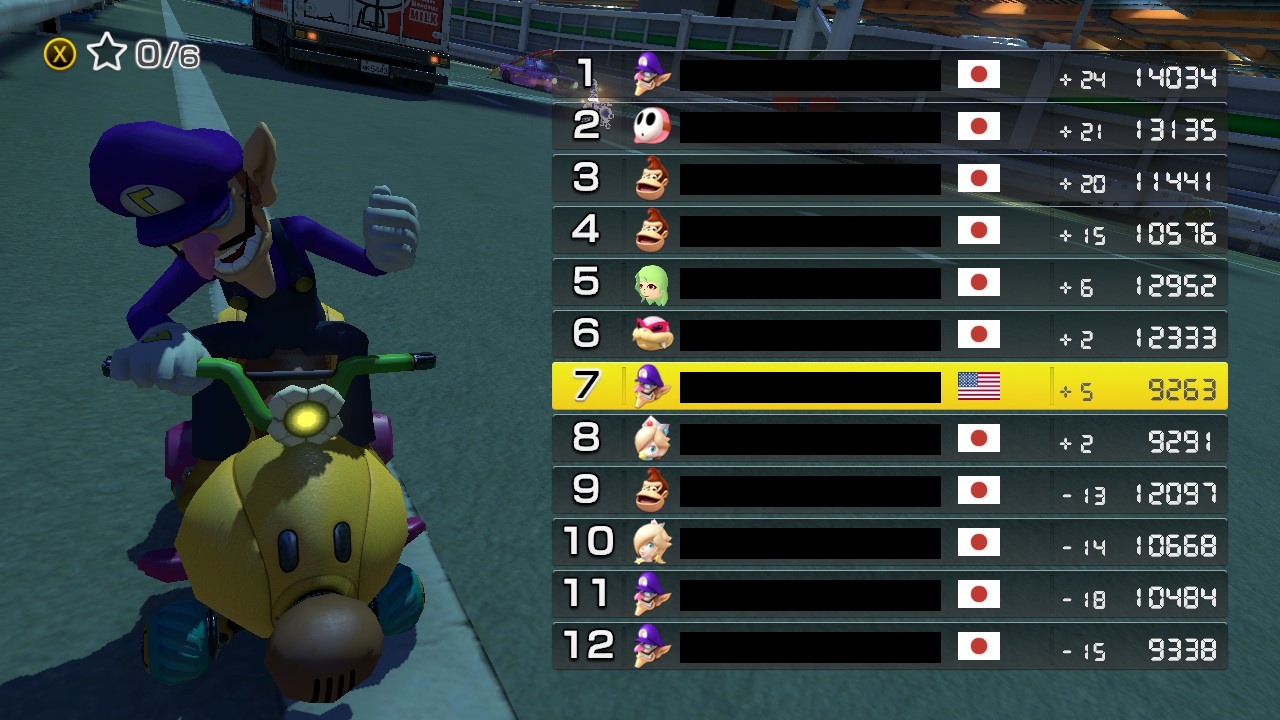 MILK
X 0/6
1 + 24 14034
2 + 21 13135
3 + 20 11441
4 + 15 10576
5 + 6 12952
6 + 2 12333
7 + 5 9263
8 + 2 9291
9 - 13 12097
10 - 14 10668
11 - 18 10484
12 - 15 9338